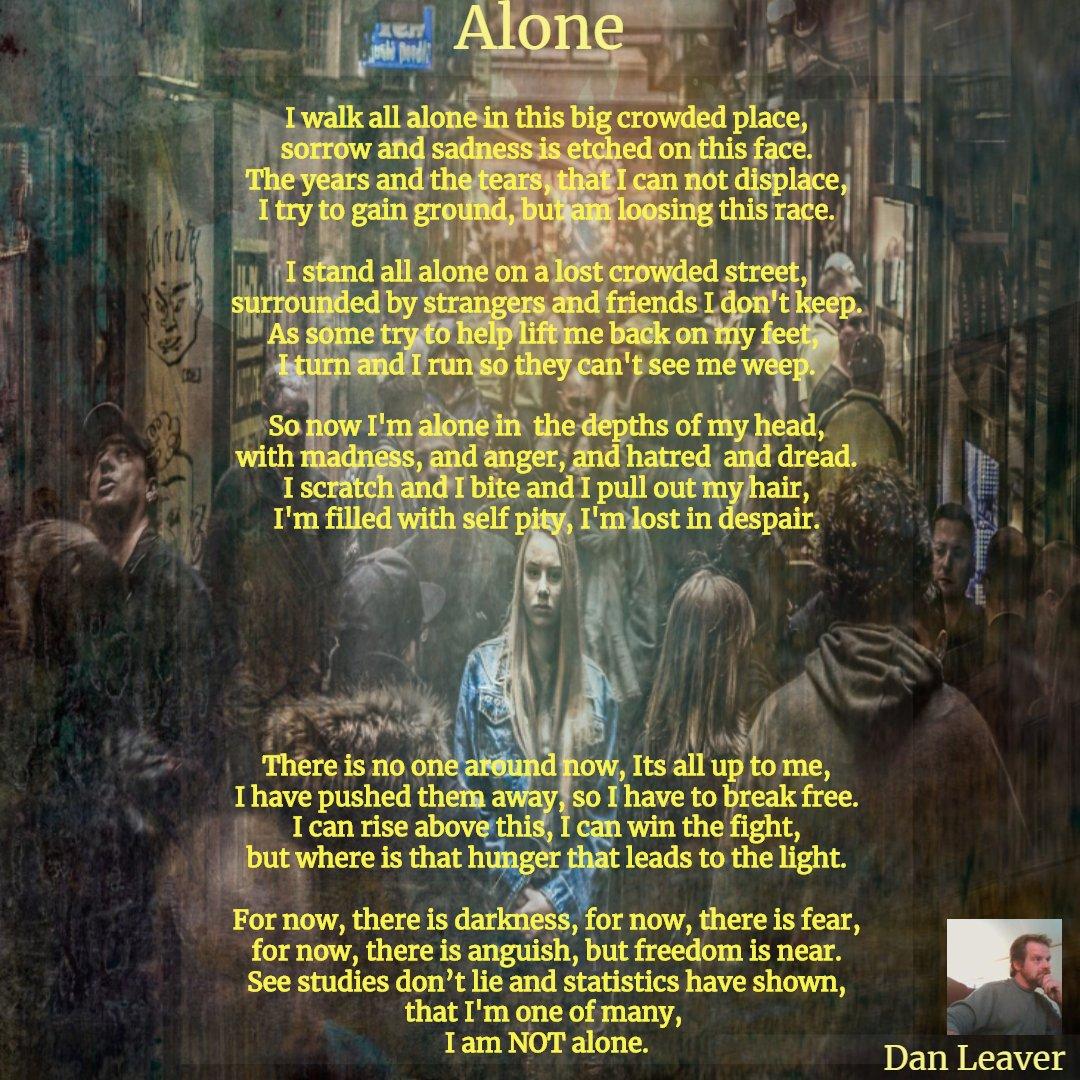 Alone
I walk all alone in this big crowded place,
sorrow and sadness is etched on this face.
The years and the tears, that I can not displace,
I try to gain ground, but am loosing this race.
I stand all alone on a lost crowded street,
surrounded by strangers and friends I don't keep.
As some try to help lift me back on my feet,
I turn and I run so they can't see me weep.
So now I'm alone in  the depths of my head,
with madness, and anger, and hatred  and dread.
I scratch and I bite and I pull out my hair,
I'm filled with self pity, I'm lost in despair.
There is no one around now, Its all up to me,
I have pushed them away, so I have to break free.
I can rise above this, I can win the fight,
but where is that hunger that leads to the light.
For now, there is darkness, for now, there is fear,
for now, there is anguish, but freedom is near.
See studies don’t lie and statistics have shown,
that I'm one of many,
I am NOT alone.
Dan Leaver